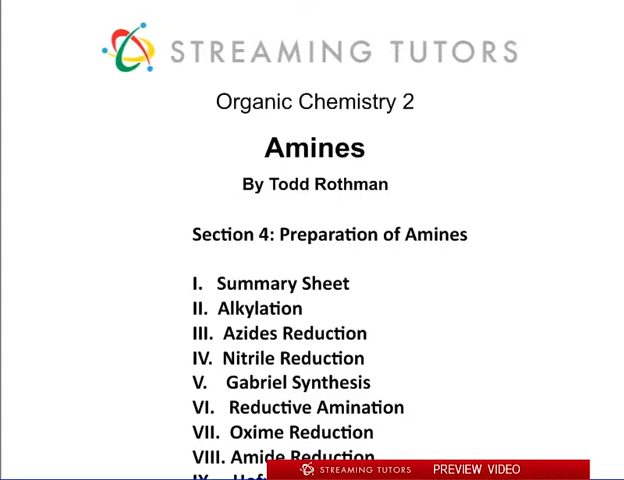 STREAMING TUTORS
Organic Chemistry 2
Amines
By Todd Rothman
Section 4: Preparation of Amines
I. Summary Sheet
II. Alkylation
III. Azides Reduction
IV. Nitrile Reduction
V. Gabriel Synthesis
VI. Reductive Amination
VII. Oxime Reduction
VIII. Amide Reduction
IX.
STREAMING TUTORS PREVIEW VIDEO